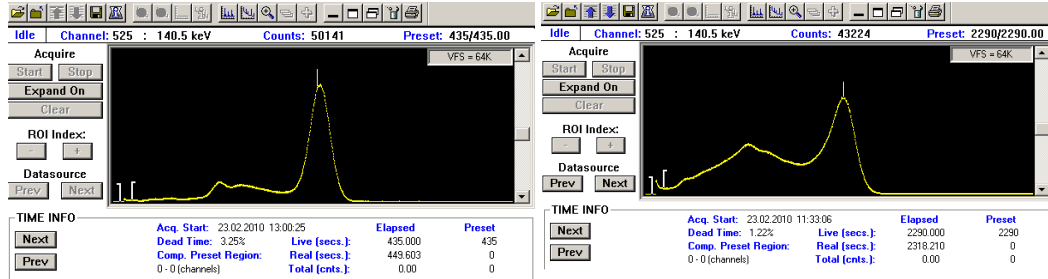 Idle Channel: 525 : 140.5 keV Counts: 50141 Preset: 435/435.00
Acquire
VFS = 64K
Start Stop
Expand On
Clear
ROI Index:
- +
Datasource
Prev Next
TIME INFO
Acq. Start: 23.02.2010 13:00:25 Elapsed Preset
Next
Dead Time: 3.25% Live (secs.): 435.000 435
Comp. Preset Region: Real (secs.): 449.603 0
Prev
0 - 0 (channels) Total (cnts.): 0.00 0
Idle Channel: 525 : 140.5 keV Counts: 43224 Preset: 2290/2290.00
Acquire
VFS = 64K
Start Stop
Expand On
Clear
ROI Index:
- +
Datasource
Prev Next
TIME INFO
Acq. Start: 23.02.2010 11:33:06 Elapsed Preset
Next
Dead Time: 1.22% Live (secs.): 2290.000 2290
Comp. Preset Region: Real (secs.): 2318.210 0
Prev
0 - 0 (channels) Total (cnts.): 0.00 0